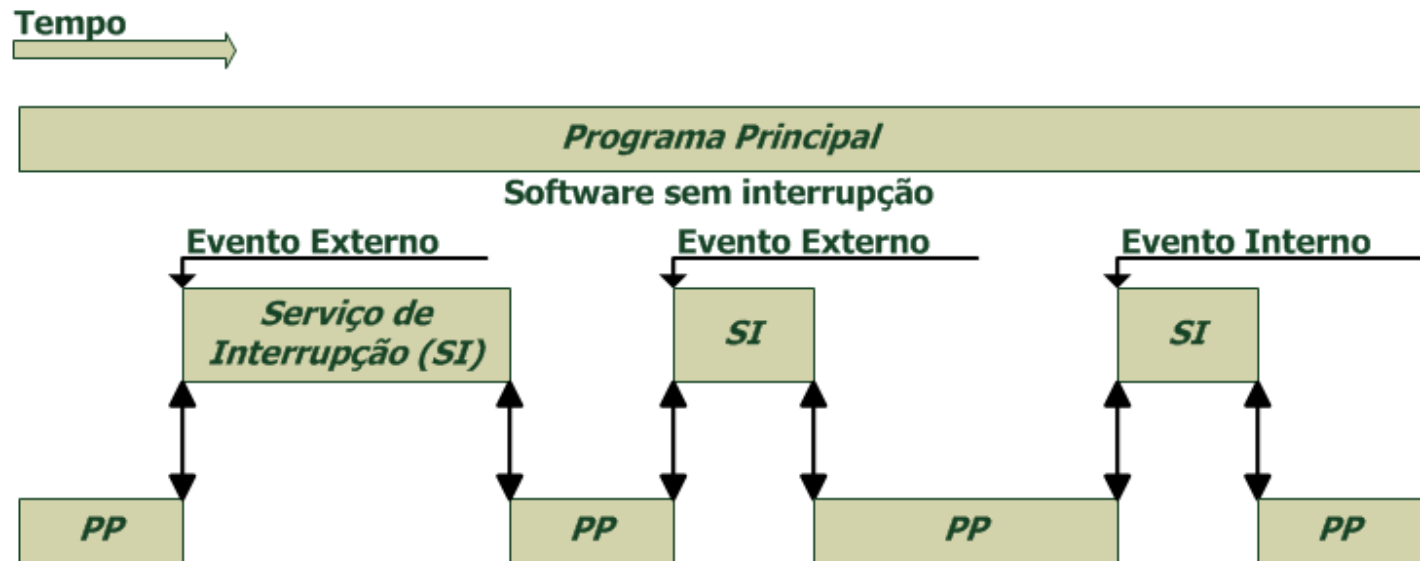 Tempo
Programa Principal
Software sem interrupção
Evento Externo
Evento Externo
Evento Interno
Serviço de
Interrupção (SI)
SI
SI
PP
PP
PP
PP